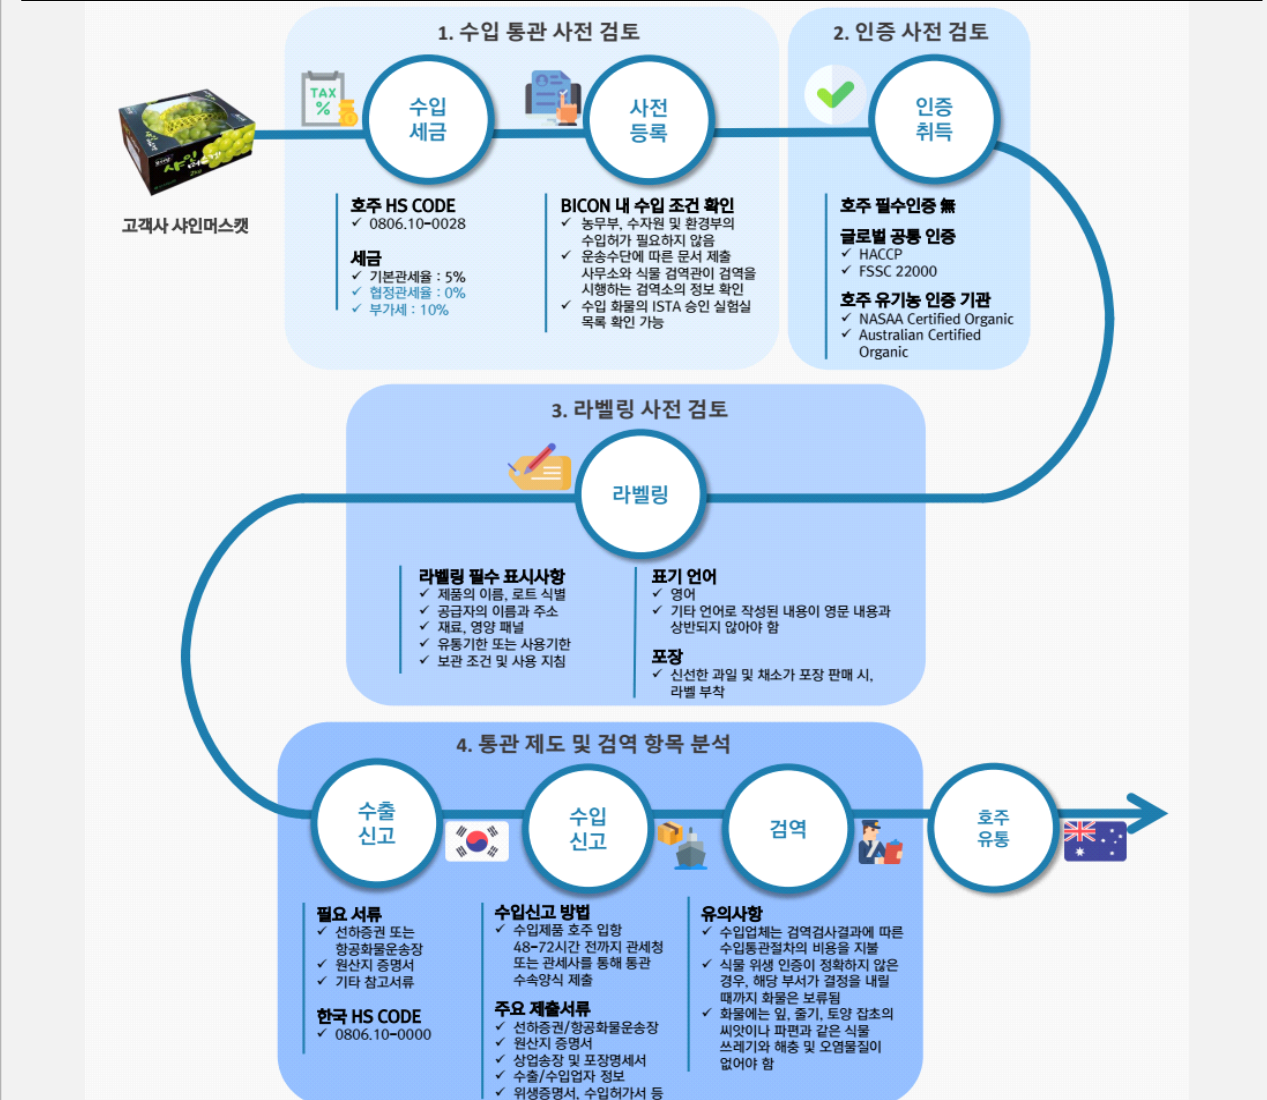 1. 수입 통관 사전 검토
2. 인증 사전 검토
TAX
%
수입
세금
사전
등록
인증
취득
샤인
머스켓
2kg
고객사 샤인머스캣
호주 HS CODE
✓ 0806.10-0028
세금
✓ 기본관세율 : 5%
✓ 협정관세율 : 0%
✓ 부가세 : 10%
BICON 내 수입 조건 확인
✓ 농무부, 수자원 및 환경부의
수입허가 필요하지 않음
✓ 운송수단에 따른 문서 제출
사무소와 식물 검역관이 검역을
시행하는 검역소의 정보 확인
✓ 수입 화물의 ISTA 승인 실험실
목록 확인 가능
호주 필수인증 無
글로벌 공통 인증
✓ HACCP
✓ FSSC 22000
호주 유기농 인증 기관
✓ NASAA Certified Organic
✓ Australian Certified
Organic
3. 라벨링 사전 검토
라벨링
라벨링 필수 표시사항
✓ 제품의 이름, 로트 식별
✓ 공급자의 이름과 주소
✓ 재료, 영양 패널
✓ 유통기한 또는 사용기한
✓ 보관 조건 및 사용 지침
표기 언어
✓ 영어
✓ 기타 언어로 작성된 내용이 영문 내용과
상반되지 않아야 함
포장
✓ 신선한 과일 및 채소가 포장 판매 시,
라벨 부착
4. 통관 제도 및 검역 항목 분석
수출
신고
수입
신고
검역
호주
유통
필요 서류
✓ 선하증권 또는
항공화물운송장
✓ 원산지 증명서
✓ 기타 참고서류
한국 HS CODE
✓ 0806.10-0000
수입신고 방법
✓ 수입제품 호주 입항
48-72시간 전까지 관세청
또는 관세사를 통해 통관
수속양식 제출
주요 제출서류
✓ 선하증권/항공화물운송장
✓ 원산지 증명서
✓ 상업송장 및 포장명세서
✓ 수출/수입업자 정보
✓ 위생증명서, 수입허가서 등
유의사항
✓ 수입업체는 검역검사결과에 따른
수입통관절차의 비용을 지불
✓ 식물 위생 인증이 정확하지 않은
경우, 해당 부서가 결정을 내릴
때까지 화물은 보류됨
✓ 화물에는 잎, 줄기, 토양 잡초의
씨앗이나 파편과 같은 식물
쓰레기와 해충 및 오염물질이
없어야 함